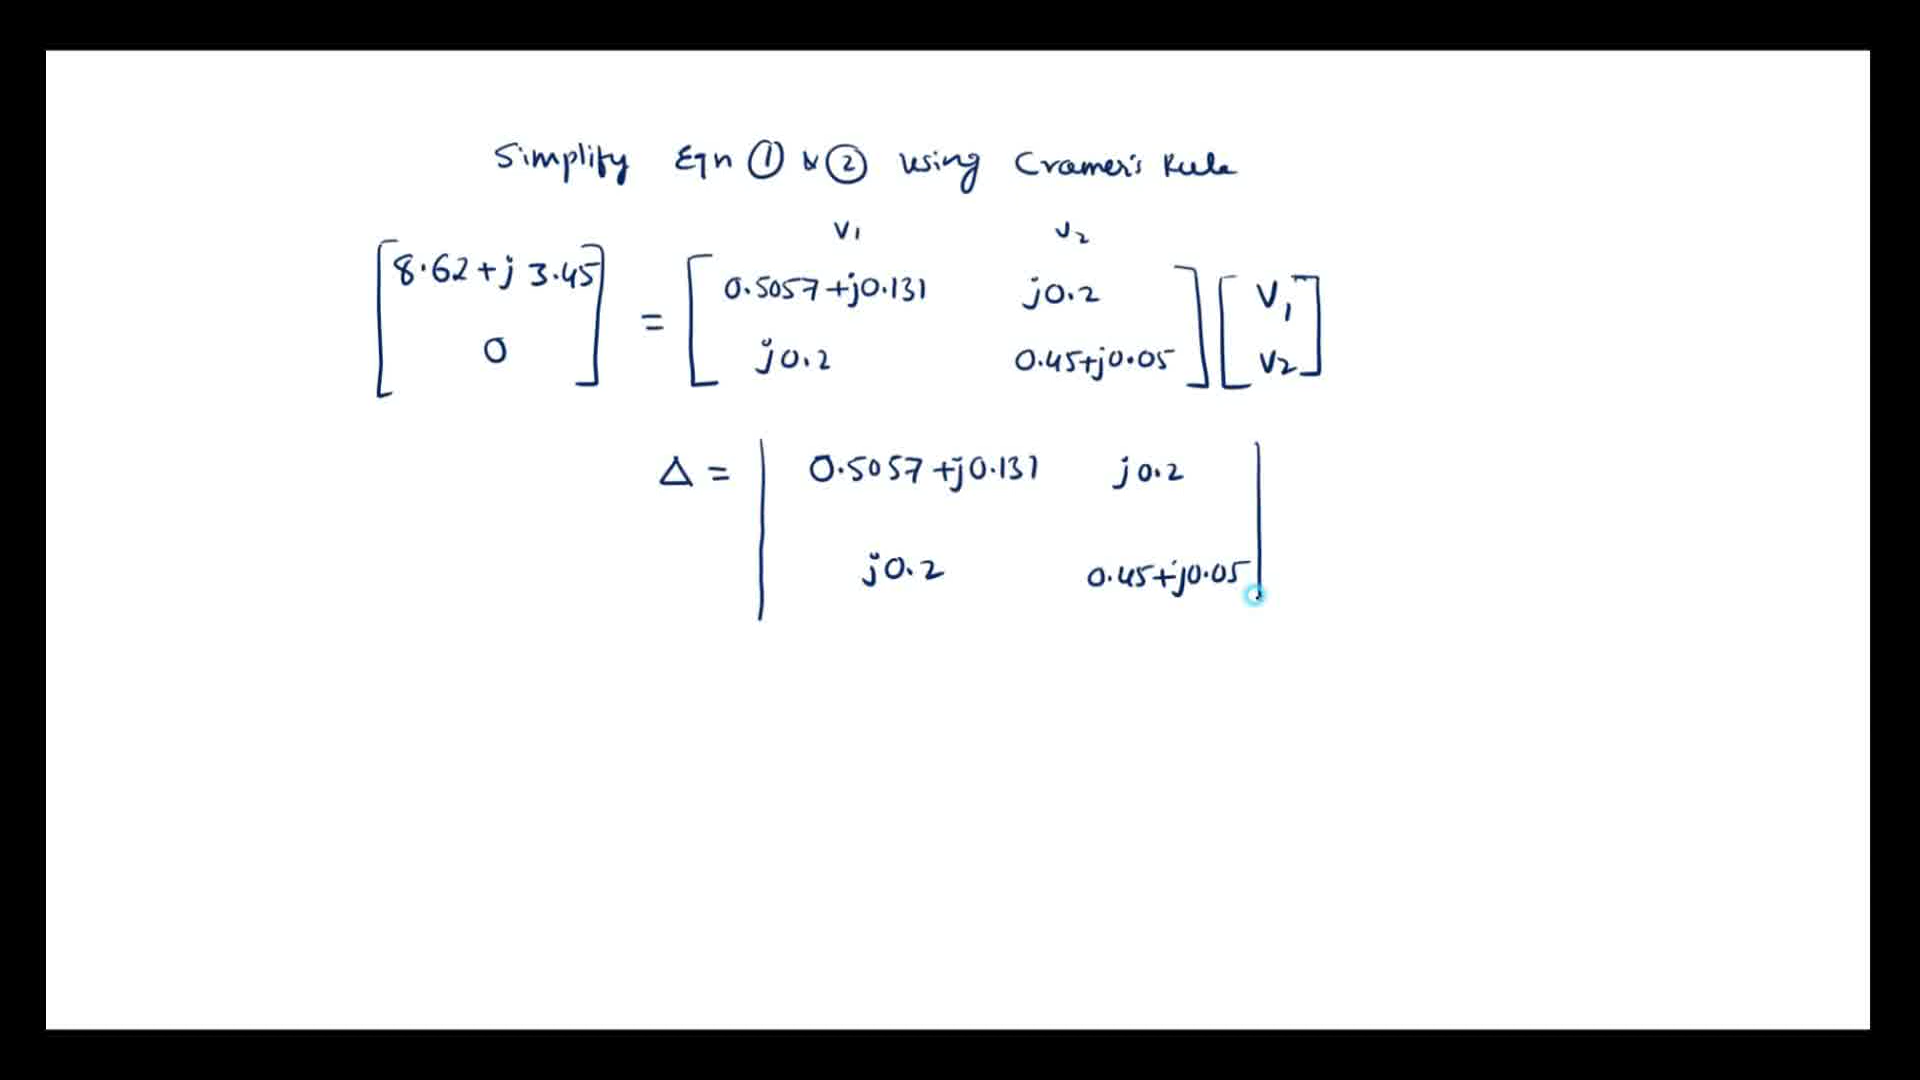 Simplify Eqn ① & ② using Cramer's Rule
V1 V2
[8.62+j 3.45] = [0.5057+j0.131 j0.2] [V1]
[0] [j0.2 0.45+j0.05] [V2]
Δ = | 0.5057+j0.131 j0.2 |
| j0.2 0.45+j0.05 |